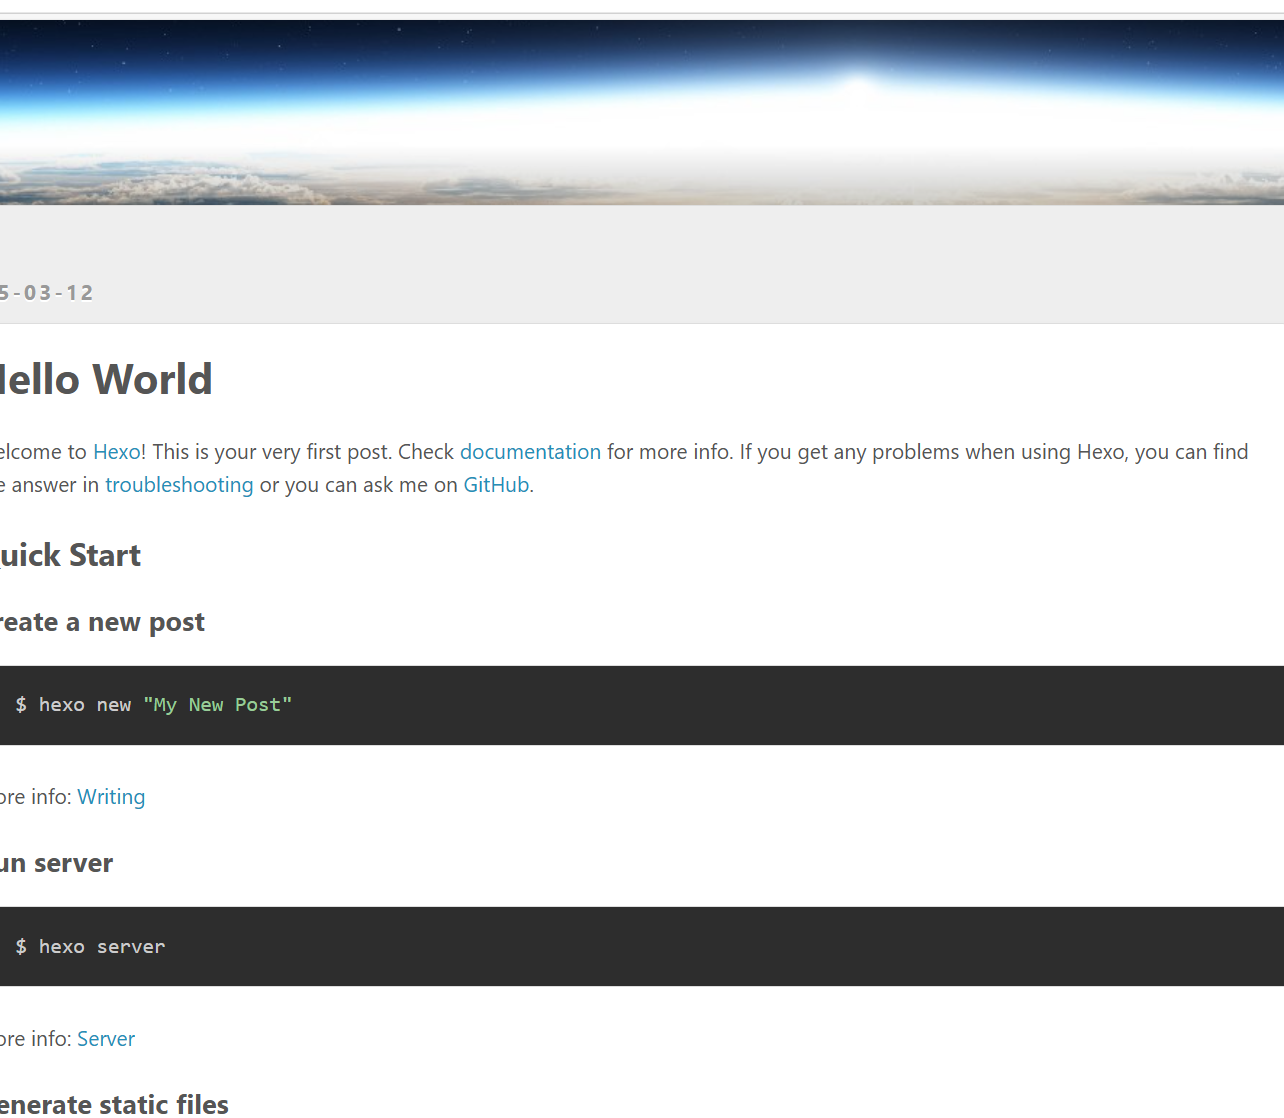 5-03-12
ello World
elcome to Hexo! This is your very first post. Check documentation for more info. If you get any problems when using Hexo, you can find
e answer in troubleshooting or you can ask me on GitHub.
uick Start
reate a new post
$ hexo new "My New Post"
ore info: Writing
un server
$ hexo server
ore info: Server
enerate static files